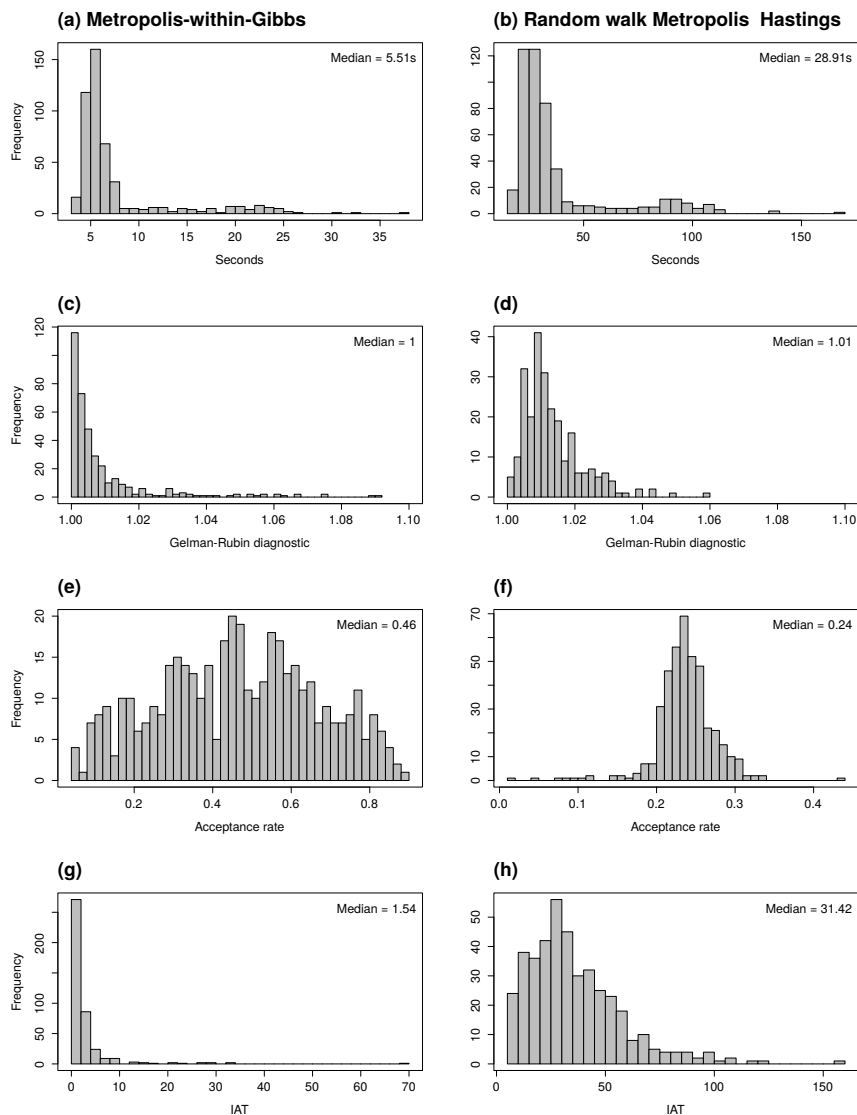 (a) Metropolis-within-Gibbs
(b) Random walk Metropolis Hastings
Median = 5.51s
Frequency
0 50 100 150
5 10 15 20 25 30 35
Seconds
Median = 28.91s
0 20 40 60 80 120
50 100 150
Seconds
(c)
Median = 1
Frequency
0 20 40 60 80 120
1.00 1.02 1.04 1.06 1.08 1.10
Gelman-Rubin diagnostic
(d)
Median = 1.01
0 10 20 30 40
1.00 1.02 1.04 1.06 1.08 1.10
Gelman-Rubin diagnostic
(e)
Median = 0.46
Frequency
0 5 10 15 20
0.2 0.4 0.6 0.8
Acceptance rate
(f)
Median = 0.24
0 10 30 50 70
0.0 0.1 0.2 0.3 0.4
Acceptance rate
(g)
Median = 1.54
Frequency
0 50 100 200
0 10 20 30 40 50 60 70
IAT
(h)
Median = 31.42
0 10 20 30 40 50
0 50 100 150
IAT